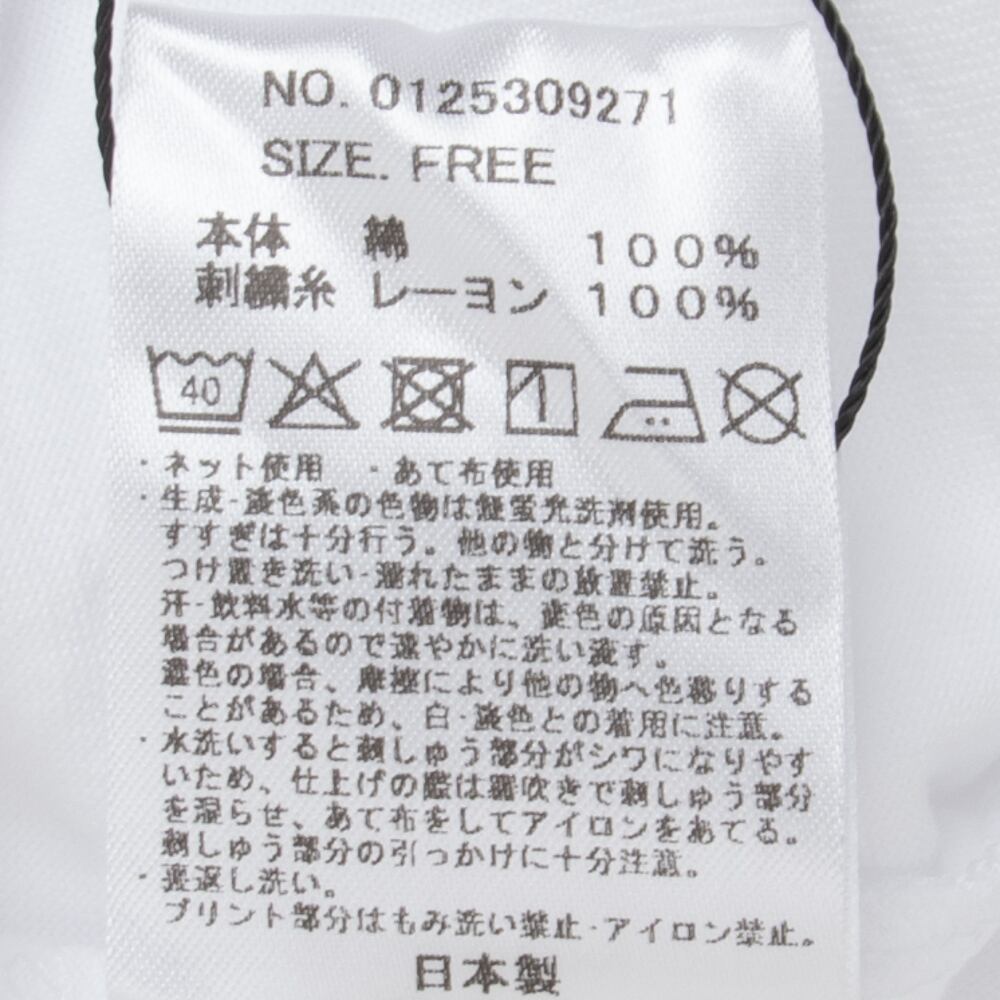 NO. 0125309271
SIZE. FREE
本体 綿 100%
刺繍糸 レーヨン 100%
40
・ネット使用 ・あて布使用
・生成・淡色系の色物は無蛍光洗剤使用。
すすぎは十分行う。他の物と分けて洗う。
つけ置き洗い・濡れたままの放置禁止。
汗・飲料水等の付着物は、変色の原因となる
場合があるので速やかに洗い流す。
濃色の場合、摩擦により他の物へ色移りする
ことがあるため、白・淡色との着用に注意。
・水洗いすると刺しゅう部分がシワになりやす
いため、仕上げの際は霧吹きで刺しゅう部分
を湿らせ、あて布をしてアイロンをあてる。
刺しゅう部分の引っかけに十分注意。
・裏返し洗い。
プリント部分はもみ洗い禁止・アイロン禁止。
日本製